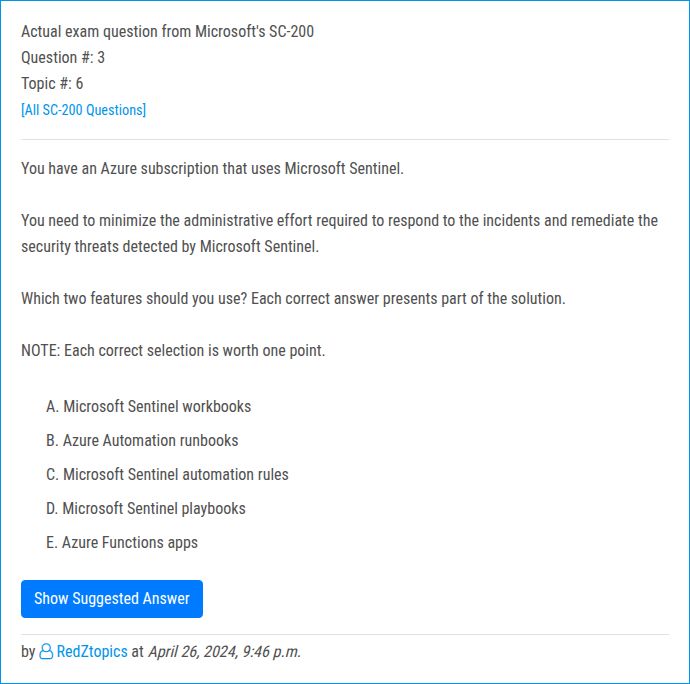 Actual exam question from Microsoft's SC-200
Question #: 3
Topic #: 6
[All SC-200 Questions]
You have an Azure subscription that uses Microsoft Sentinel.
You need to minimize the administrative effort required to respond to the incidents and remediate the
security threats detected by Microsoft Sentinel.
Which two features should you use? Each correct answer presents part of the solution.
NOTE: Each correct selection is worth one point.
A. Microsoft Sentinel workbooks
B. Azure Automation runbooks
C. Microsoft Sentinel automation rules
D. Microsoft Sentinel playbooks
E. Azure Functions apps
Show Suggested Answer
by RedZtopics at April 26, 2024, 9:46 p.m.